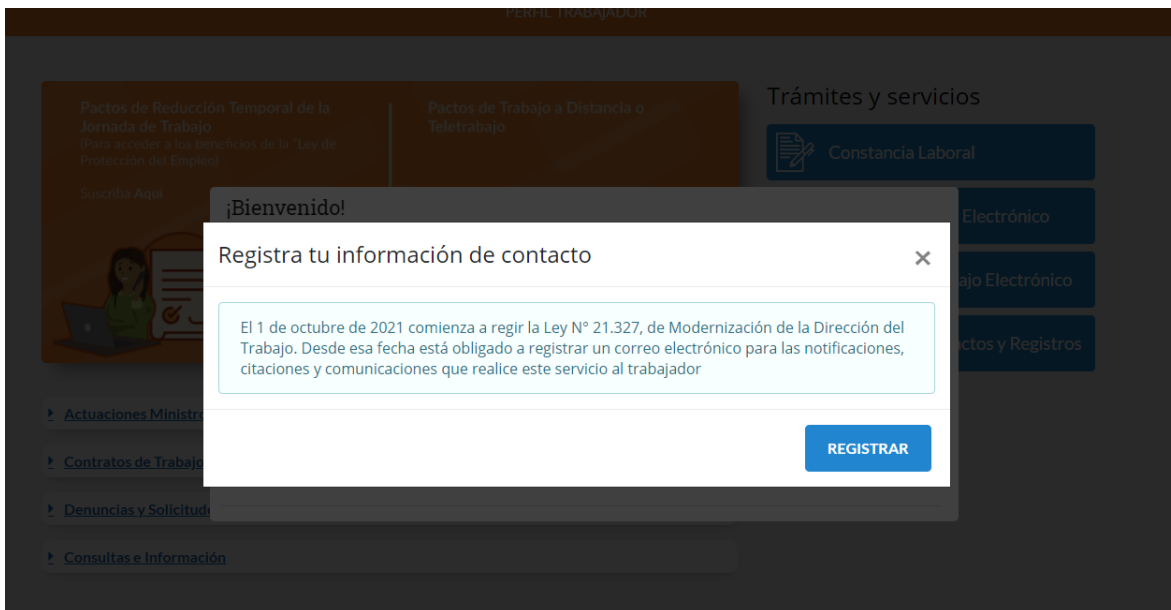 PERFIL TRABAJADOR
Pactos de Reducción Temporal de la
Jornada de Trabajo
(Para acceder a los beneficios de la "Ley de
Protección del Empleo)
Suscriba Aquí
Pactos de Trabajo a Distancia o
Teletrabajo
Trámites y servicios
Constancia Laboral
Electrónico
ajo Electrónico
ctos y Registros
¡Bienvenido!
Registra tu información de contacto
×
El 1 de octubre de 2021 comienza a regir la Ley N° 21.327, de Modernización de la Dirección del
Trabajo. Desde esa fecha está obligado a registrar un correo electrónico para las notificaciones,
citaciones y comunicaciones que realice este servicio al trabajador
REGISTRAR
Actuaciones Ministro
Contratos de Trabajo
Denuncias y Solicitud
Consultas e Información